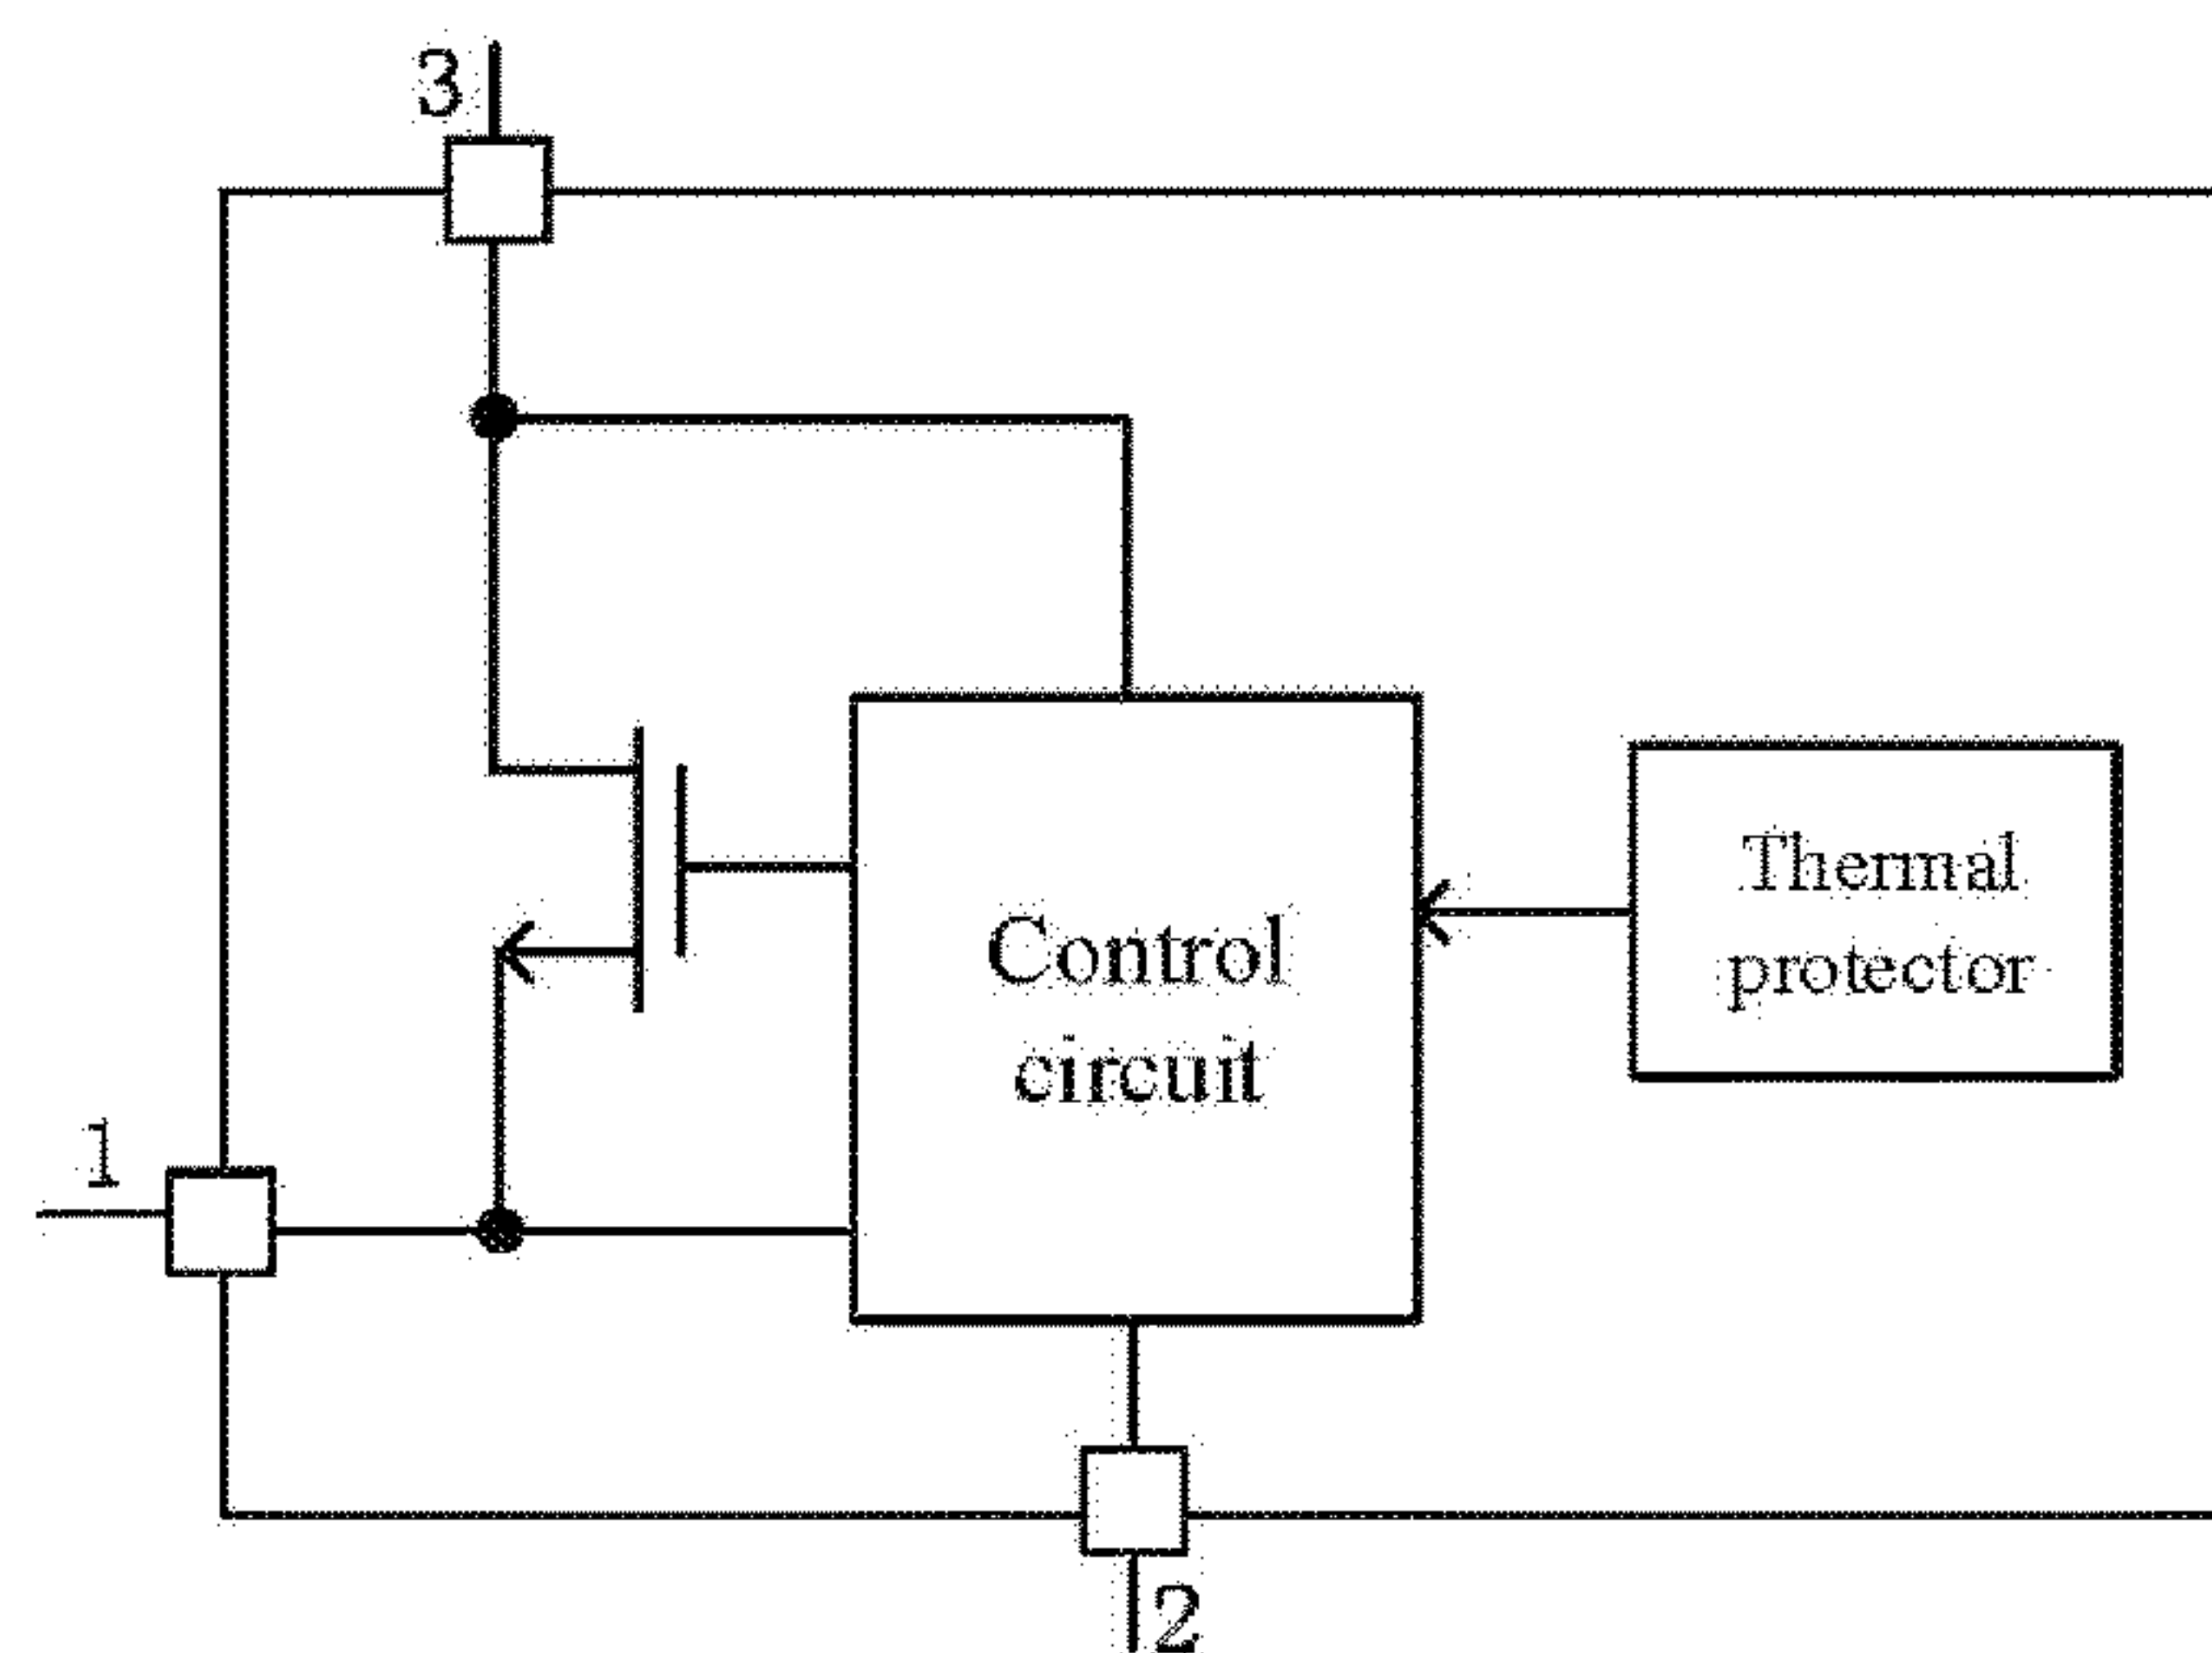 3
Control
circuit
Thermal
protector
1
2